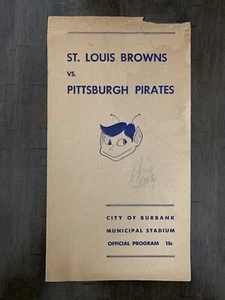 ST. LOUIS BROWNS
VS.
PITTSBURGH PIRATES
CITY OF BURBANK
MUNICIPAL STADIUM
OFFICIAL PROGRAM 10c